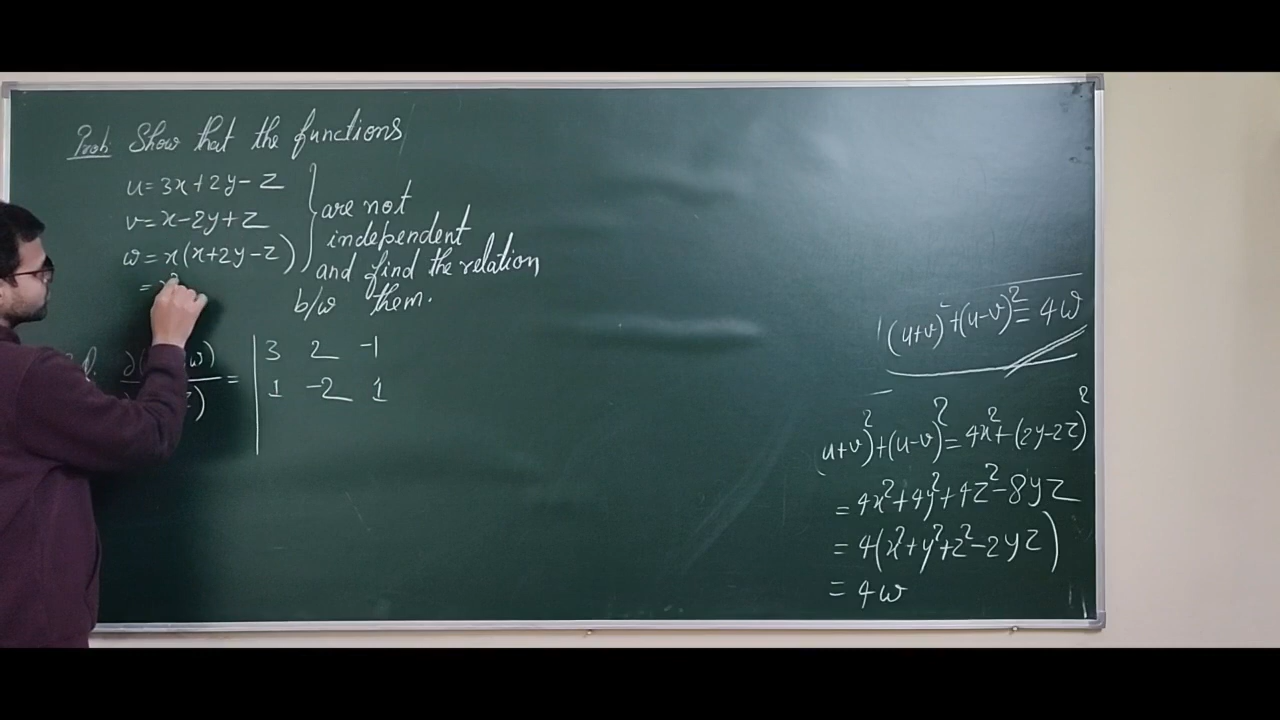 Prob. Show that the functions
u=3x+2y-z
v=x-2y+z
w=x(x+2y-z)
= x²
are not
independent
and find the relation
b/w them.
∂( w)
z) =
3 2 -1
1 -2 1
(u+v)²+(u-v)²=4w
(u+v)²+(u-v)²=4x²+(2y-2z)²
=4x²+4y²+4z²-8yz
=4(x²+y²+z²-2yz)
=4w